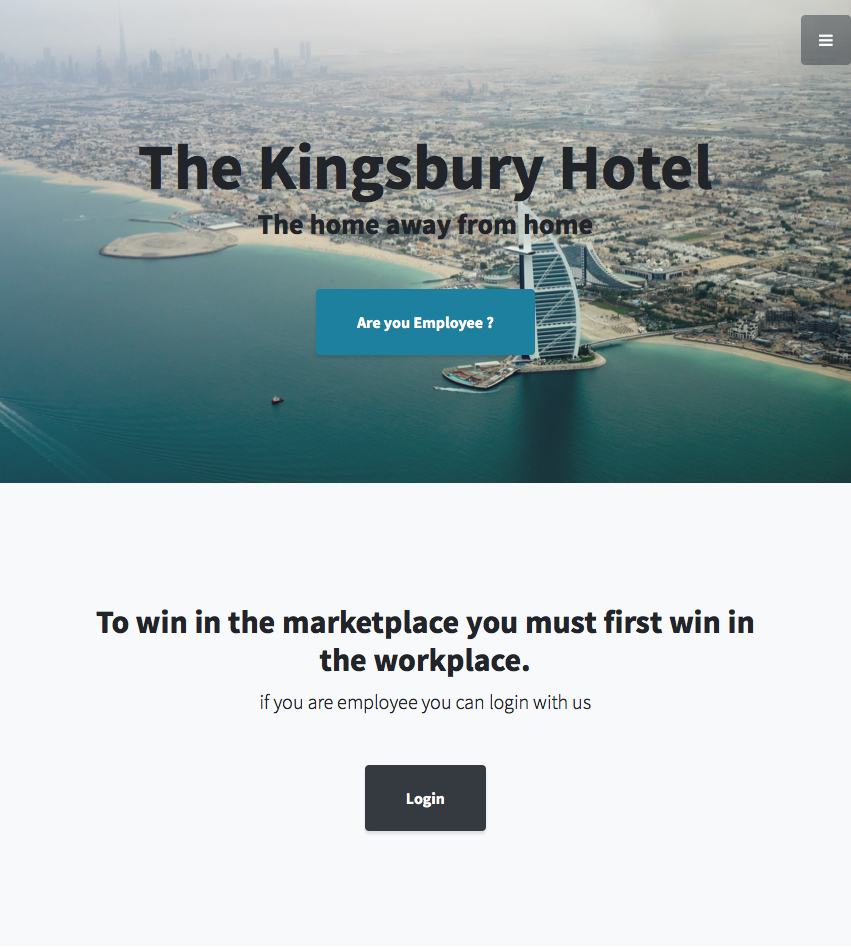 The Kingsbury Hotel
The home away from home
Are you Employee ?
To win in the marketplace you must first win in
the workplace.
if you are employee you can login with us
Login